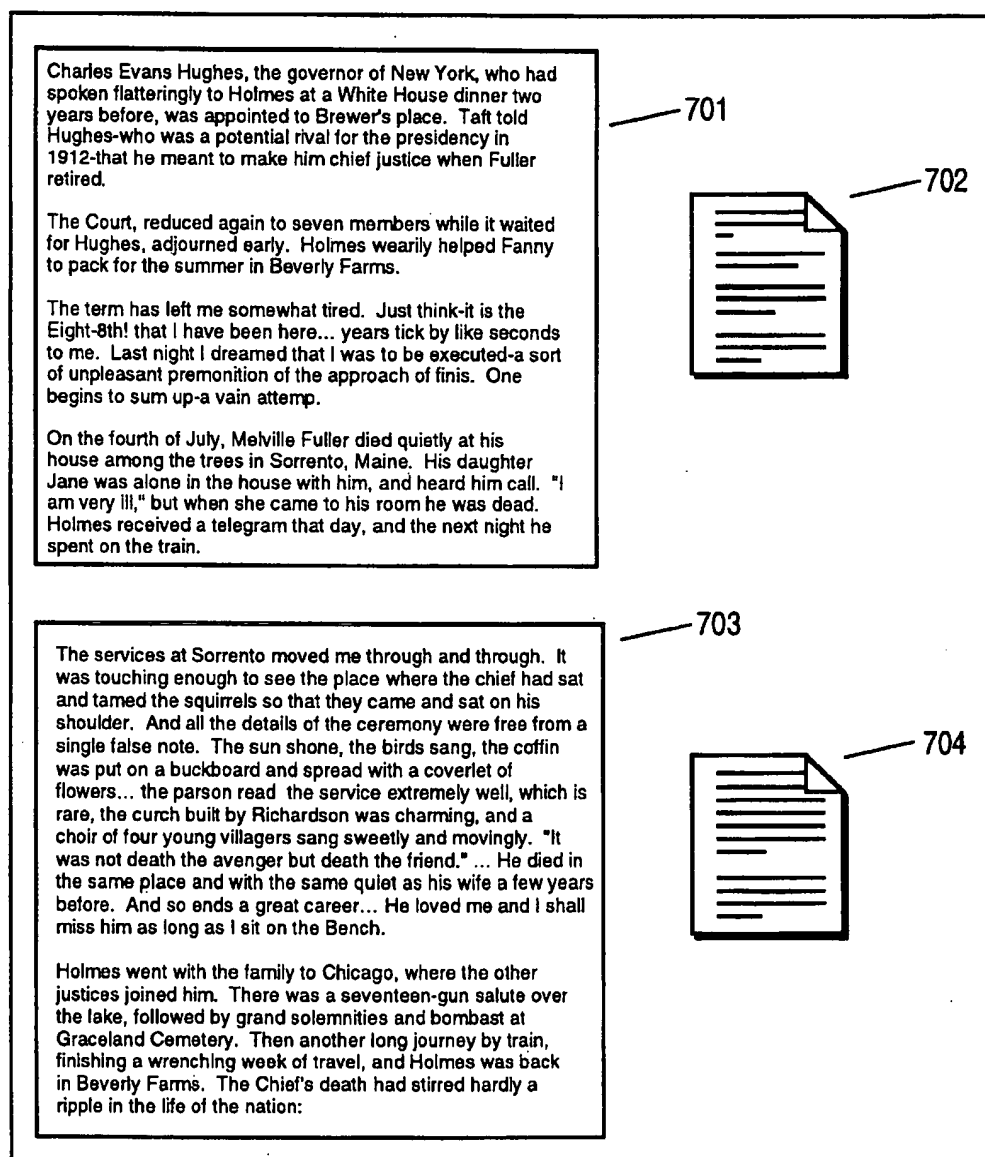 Charles Evans Hughes, the governor of New York, who had
spoken flatteringly to Holmes at a White House dinner two
years before, was appointed to Brewer's place.  Taft told
Hughes-who was a potential rival for the presidency in
1912-that he meant to make him chief justice when Fuller
retired.
701
702
The Court, reduced again to seven members while it waited
for Hughes, adjourned early.  Holmes wearily helped Fanny
to pack for the summer in Beverly Farms.
The term has left me somewhat tired.  Just think-it is the
Eight-8th! that I have been here... years tick by like seconds
to me.  Last night I dreamed that I was to be executed-a sort
of unpleasant premonition of the approach of finis.  One
begins to sum up-a vain attemp.
On the fourth of July, Melville Fuller died quietly at his
house among the trees in Sorrento, Maine.  His daughter
Jane was alone in the house with him, and heard him call.  "I
am very ill," but when she came to his room he was dead.
Holmes received a telegram that day, and the next night he
spent on the train.
703
The services at Sorrento moved me through and through.  It
was touching enough to see the place where the chief had sat
and tamed the squirrels so that they came and sat on his
shoulder.  And all the details of the ceremony were free from a
single false note.  The sun shone, the birds sang, the coffin
was put on a buckboard and spread with a coverlet of
flowers... the parson read  the service extremely well, which is
rare, the curch built by Richardson was charming, and a
choir of four young villagers sang sweetly and movingly.  "It
was not death the avenger but death the friend." ... He died in
the same place and with the same quiet as his wife a few years
before.  And so ends a great career... He loved me and I shall
miss him as long as I sit on the Bench.
704
Holmes went with the family to Chicago, where the other
justices joined him.  There was a seventeen-gun salute over
the lake, followed by grand solemnities and bombast at
Graceland Cemetery.  Then another long journey by train,
finishing a wrenching week of travel, and Holmes was back
in Beverly Farms.  The Chief's death had stirred hardly a
ripple in the life of the nation: